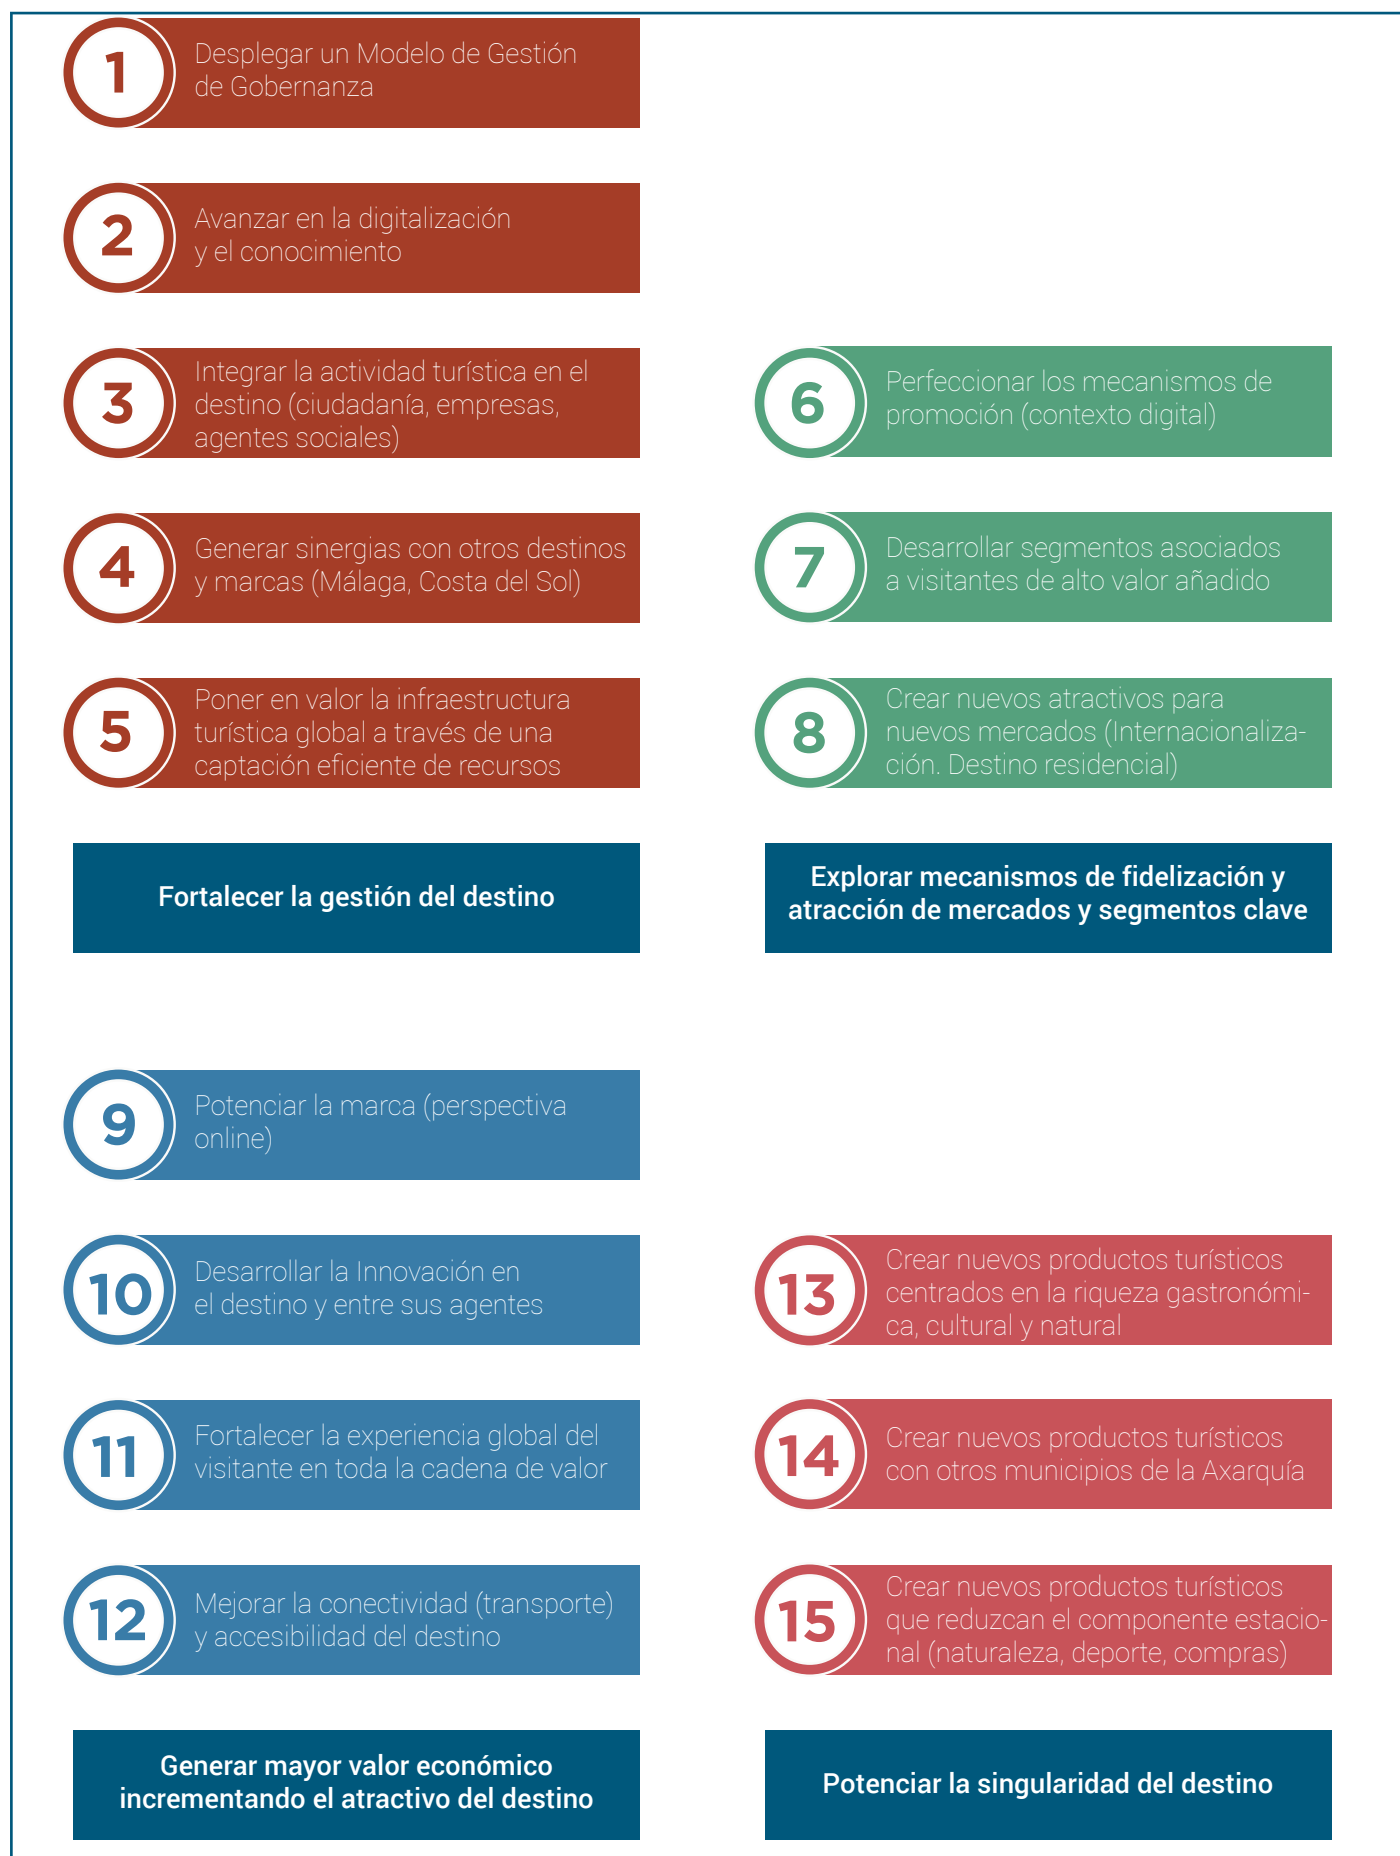 1
Desplegar un Modelo de Gestión
de Gobernanza
2
Avanzar en la digitalización
y el conocimiento
3
Integrar la actividad turística en el
destino (ciudadanía, empresas,
agentes sociales)
4
Generar sinergias con otros destinos
y marcas (Málaga, Costa del Sol)
5
Poner en valor la infraestructura
turística global a través de una
captación eficiente de recursos
Fortalecer la gestión del destino
6
Perfeccionar los mecanismos de
promoción (contexto digital)
7
Desarrollar segmentos asociados
a visitantes de alto valor añadido
8
Crear nuevos atractivos para
nuevos mercados (Internacionaliza-
ción. Destino residencial)
Explorar mecanismos de fidelización y
atracción de mercados y segmentos clave
9
Potenciar la marca (perspectiva
online)
10
Desarrollar la Innovación en
el destino y entre sus agentes
11
Fortalecer la experiencia global del
visitante en toda la cadena de valor
12
Mejorar la conectividad (transporte)
y accesibilidad del destino
Generar mayor valor económico
incrementando el atractivo del destino
13
Crear nuevos productos turísticos
centrados en la riqueza gastronómi-
ca, cultural y natural
14
Crear nuevos productos turísticos
con otros municipios de la Axarquía
15
Crear nuevos productos turísticos
que reduzcan el componente estacio-
nal (naturaleza, deporte, compras)
Potenciar la singularidad del destino